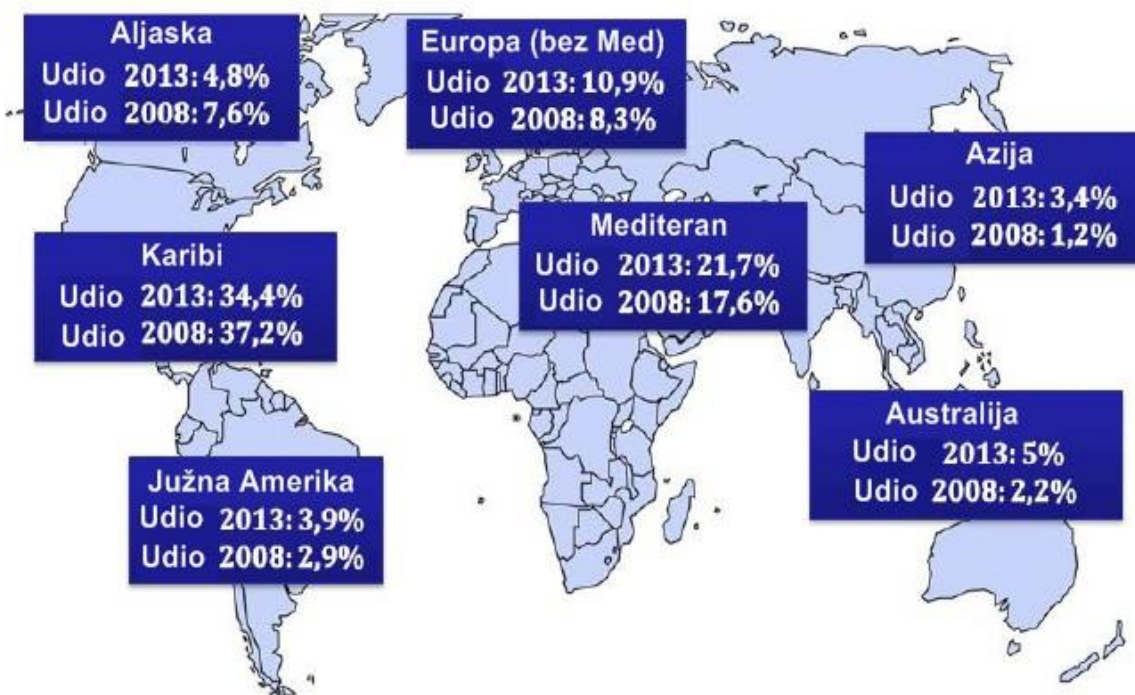 Aljaska
Udio 2013: 4,8%
Udio 2008: 7,6%
Europa (bez Med)
Udio 2013: 10,9%
Udio 2008: 8,3%
Azija
Udio 2013: 3,4%
Udio 2008: 1,2%
Karibi
Udio 2013: 34,4%
Udio 2008: 37,2%
Mediteran
Udio 2013: 21,7%
Udio 2008: 17,6%
Australija
Udio 2013: 5%
Udio 2008: 2,2%
Južna Amerika
Udio 2013: 3,9%
Udio 2008: 2,9%